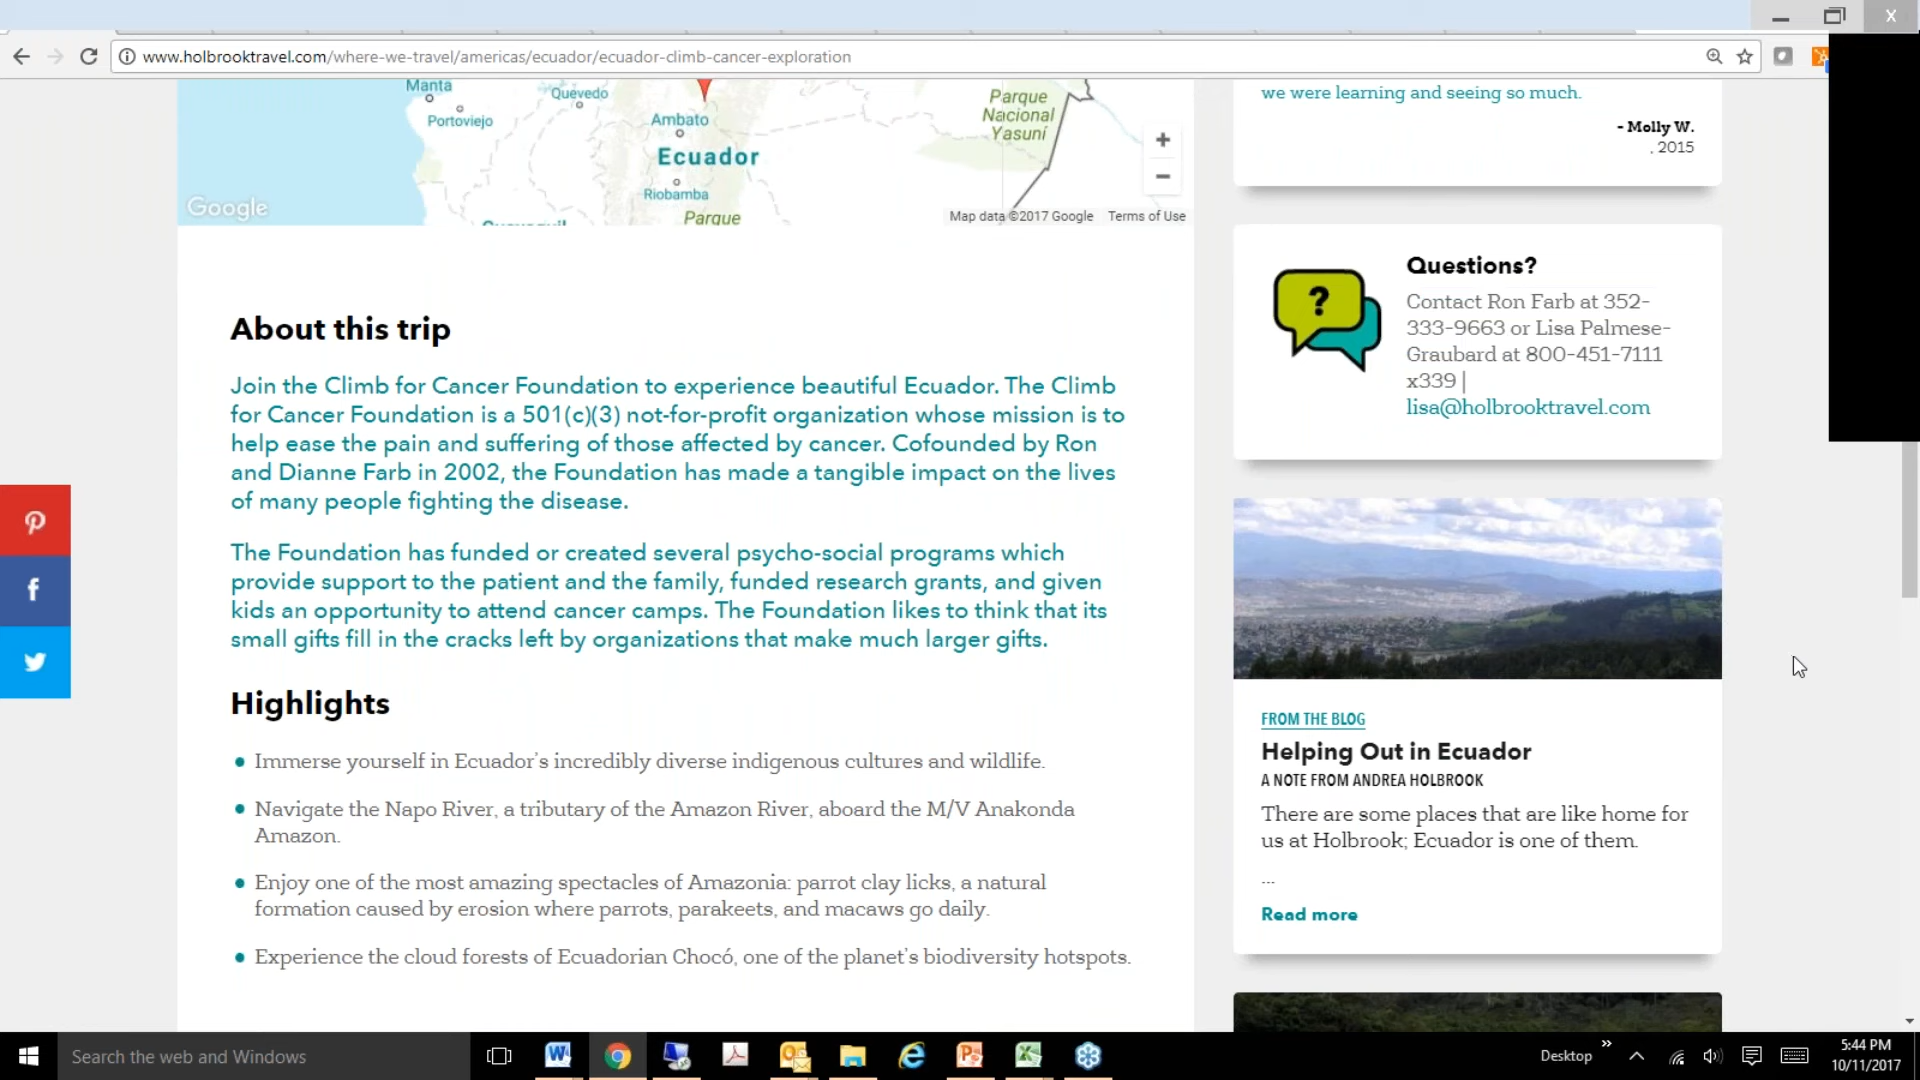 www.holbrooktravel.com/where-we-travel/americas/ecuador/ecuador-climb-cancer-exploration
Manta
Quevedo
Portoviejo
Ambato
Ecuador
Riobamba
Parque
Parque
Nacional
Yasuní
+
−
Google
Map data ©2017 Google
Terms of Use
About this trip
Join the Climb for Cancer Foundation to experience beautiful Ecuador. The Climb
for Cancer Foundation is a 501(c)(3) not-for-profit organization whose mission is to
help ease the pain and suffering of those affected by cancer. Cofounded by Ron
and Dianne Farb in 2002, the Foundation has made a tangible impact on the lives
of many people fighting the disease.
The Foundation has funded or created several psycho-social programs which
provide support to the patient and the family, funded research grants, and given
kids an opportunity to attend cancer camps. The Foundation likes to think that its
small gifts fill in the cracks left by organizations that make much larger gifts.
Highlights
Immerse yourself in Ecuador's incredibly diverse indigenous cultures and wildlife.
Navigate the Napo River, a tributary of the Amazon River, aboard the M/V Anakonda
Amazon.
Enjoy one of the most amazing spectacles of Amazonia: parrot clay licks, a natural
formation caused by erosion where parrots, parakeets, and macaws go daily.
Experience the cloud forests of Ecuadorian Chocó, one of the planet's biodiversity hotspots.
we were learning and seeing so much.
- Molly W.
, 2015
?
Questions?
Contact Ron Farb at 352-
333-9663 or Lisa Palmese-
Graubard at 800-451-7111
x339 |
lisa@holbrooktravel.com
FROM THE BLOG
Helping Out in Ecuador
A NOTE FROM ANDREA HOLBROOK
There are some places that are like home for
us at Holbrook; Ecuador is one of them.
...
Read more
Search the web and Windows
Desktop
5:44 PM
10/11/2017